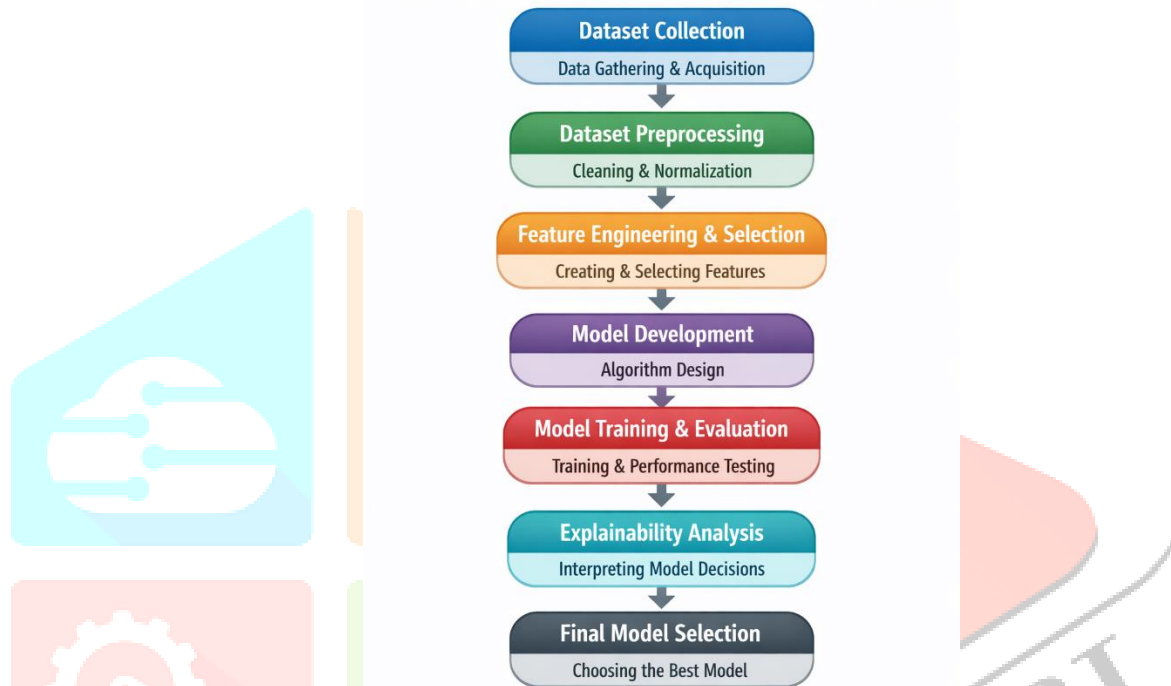 Dataset Collection
Data Gathering & Acquisition
Dataset Preprocessing
Cleaning & Normalization
Feature Engineering & Selection
Creating & Selecting Features
Model Development
Algorithm Design
Model Training & Evaluation
Training & Performance Testing
Explainability Analysis
Interpreting Model Decisions
Final Model Selection
Choosing the Best Model